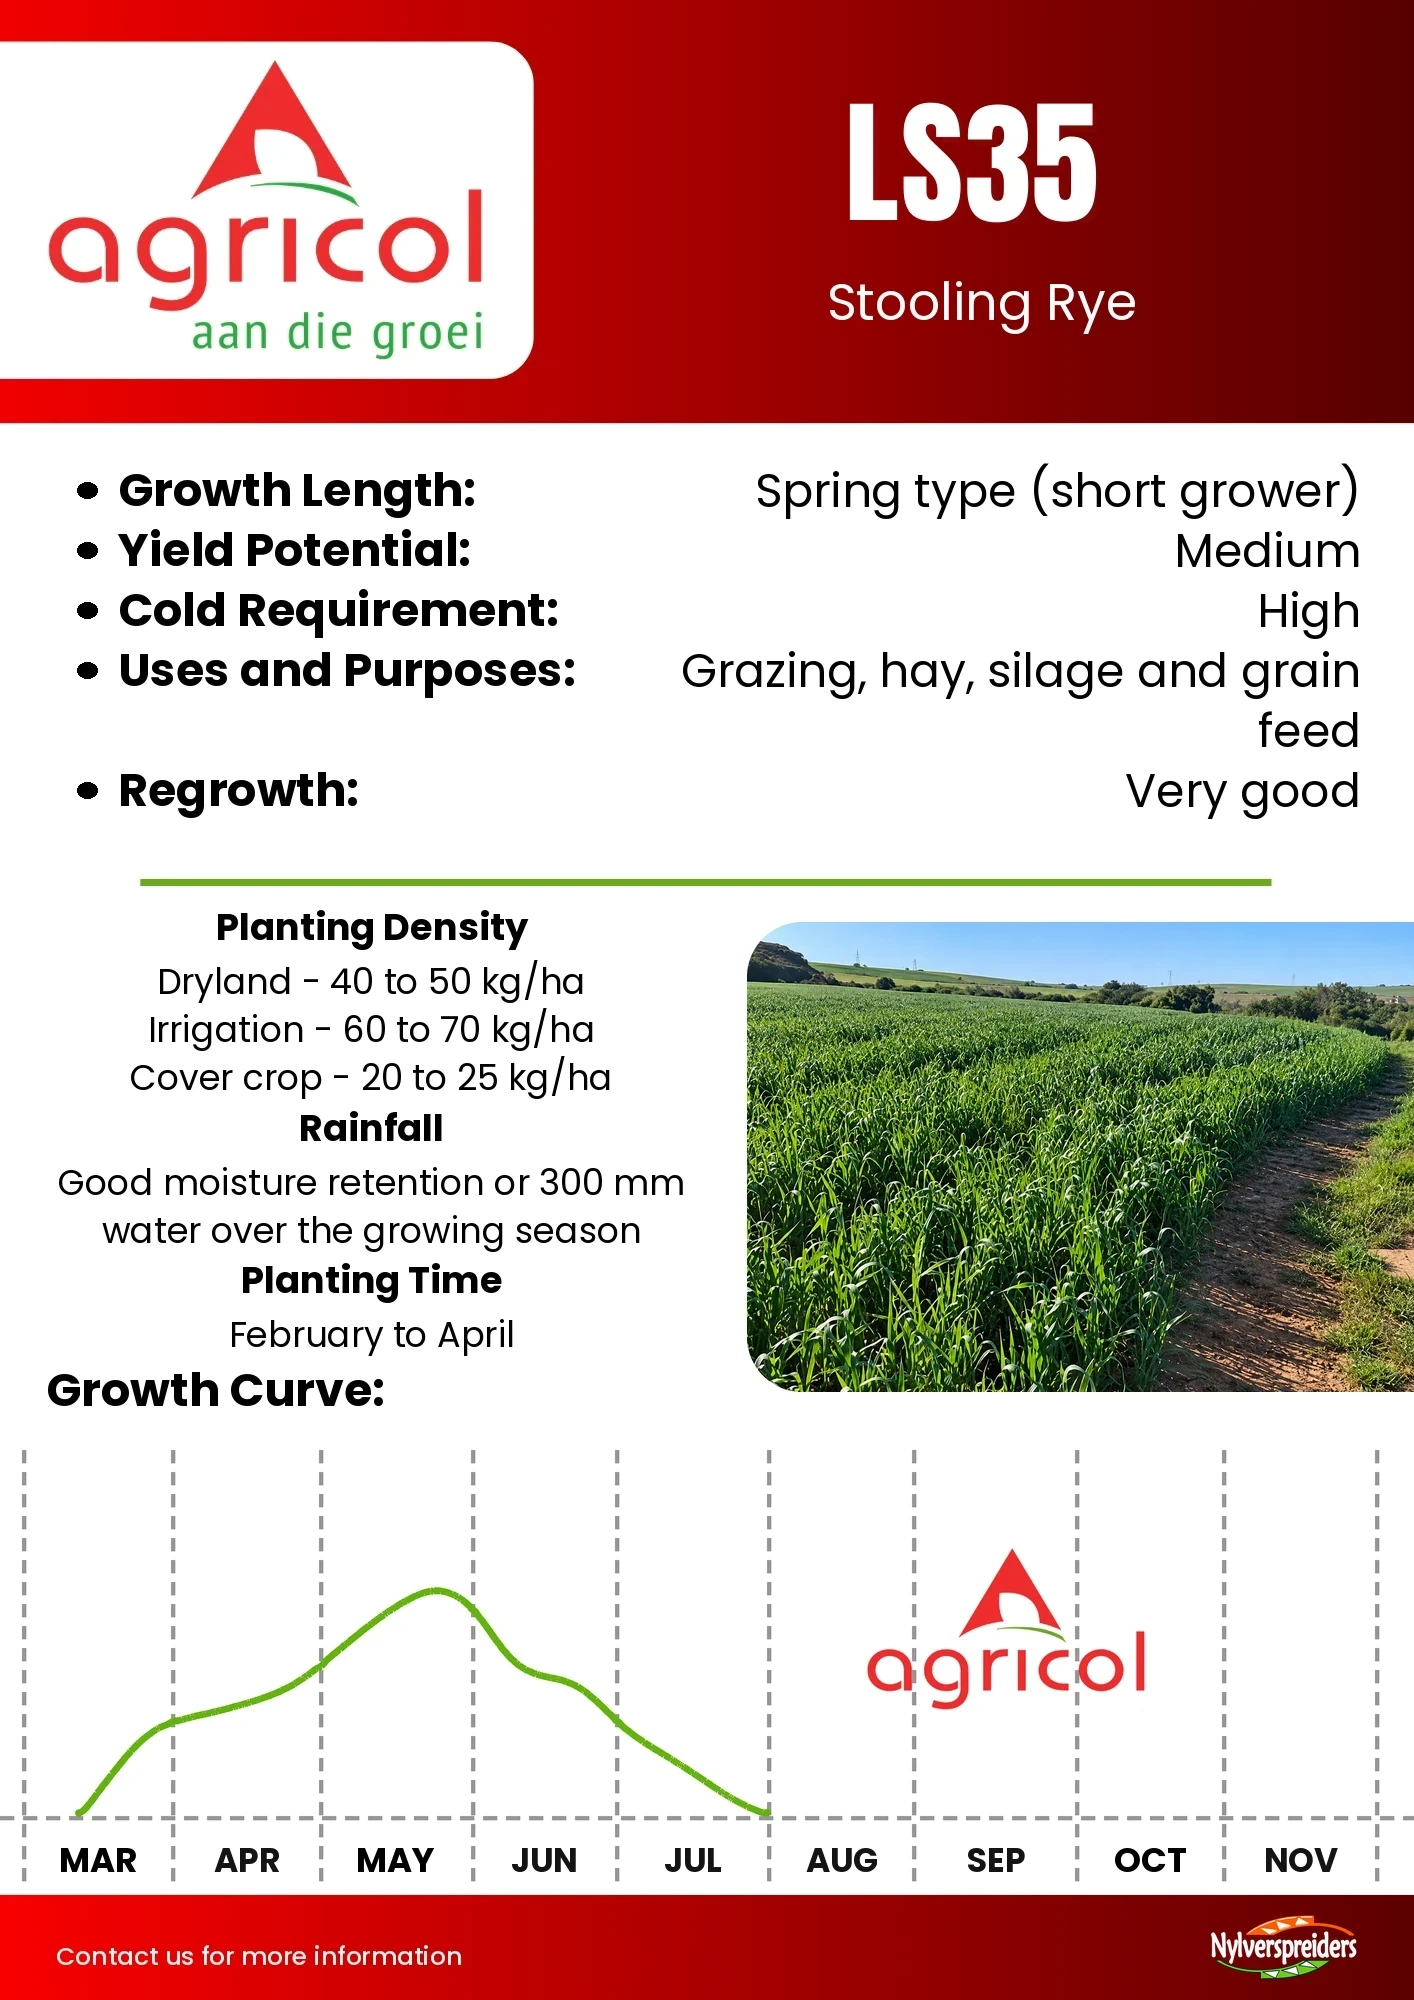 agricol
aan die groei
LS35
Stooling Rye
• Growth Length: Spring type (short grower)
• Yield Potential: Medium
• Cold Requirement: High
• Uses and Purposes: Grazing, hay, silage and grain
feed
• Regrowth: Very good
Planting Density
Dryland - 40 to 50 kg/ha
Irrigation - 60 to 70 kg/ha
Cover crop - 20 to 25 kg/ha
Rainfall
Good moisture retention or 300 mm
water over the growing season
Planting Time
February to April
Growth Curve:
agricol
MAR APR MAY JUN JUL AUG SEP OCT NOV
Contact us for more information
Nylverspreiders